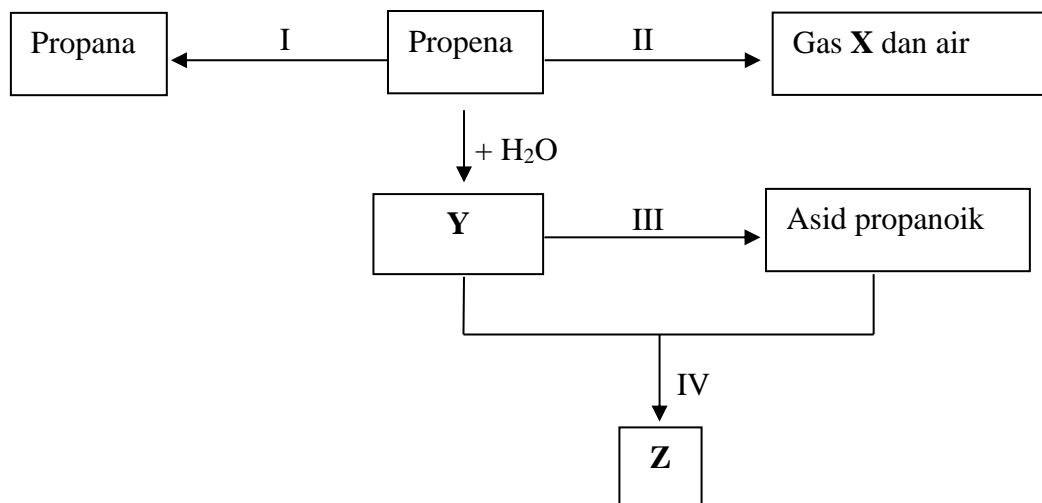 Propana
I
Propena
II
Gas X dan air
+ H₂O
Y
III
Asid propanoik
IV
Z